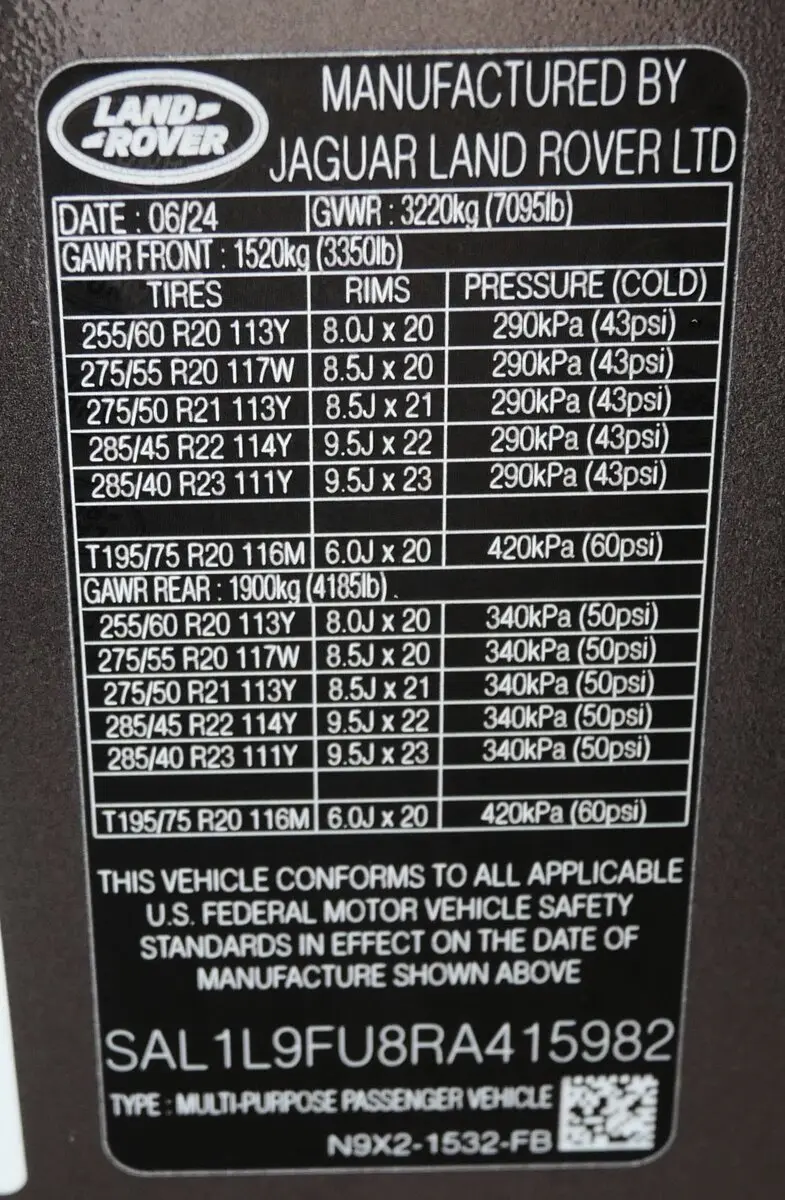 LAND-
-ROVER
MANUFACTURED BY
JAGUAR LAND ROVER LTD
DATE : 06/24 GVWR : 3220kg (7095lb)
GAWR FRONT : 1520kg (3350lb)
TIRES RIMS PRESSURE (COLD)
255/60 R20 113Y 8.0J x 20 290kPa (43psi)
275/55 R20 117W 8.5J x 20 290kPa (43psi)
275/50 R21 113Y 8.5J x 21 290kPa (43psi)
285/45 R22 114Y 9.5J x 22 290kPa (43psi)
285/40 R23 111Y 9.5J x 23 290kPa (43psi)
T195/75 R20 116M 6.0J x 20 420kPa (60psi)
GAWR REAR : 1900kg (4185lb)
255/60 R20 113Y 8.0J x 20 340kPa (50psi)
275/55 R20 117W 8.5J x 20 340kPa (50psi)
275/50 R21 113Y 8.5J x 21 340kPa (50psi)
285/45 R22 114Y 9.5J x 22 340kPa (50psi)
285/40 R23 111Y 9.5J x 23 340kPa (50psi)
T195/75 R20 116M 6.0J x 20 420kPa (60psi)
THIS VEHICLE CONFORMS TO ALL APPLICABLE
U.S. FEDERAL MOTOR VEHICLE SAFETY
STANDARDS IN EFFECT ON THE DATE OF
MANUFACTURE SHOWN ABOVE
SAL1L9FU8RA415982
TYPE : MULTI-PURPOSE PASSENGER VEHICLE
N9X2-1532-FB